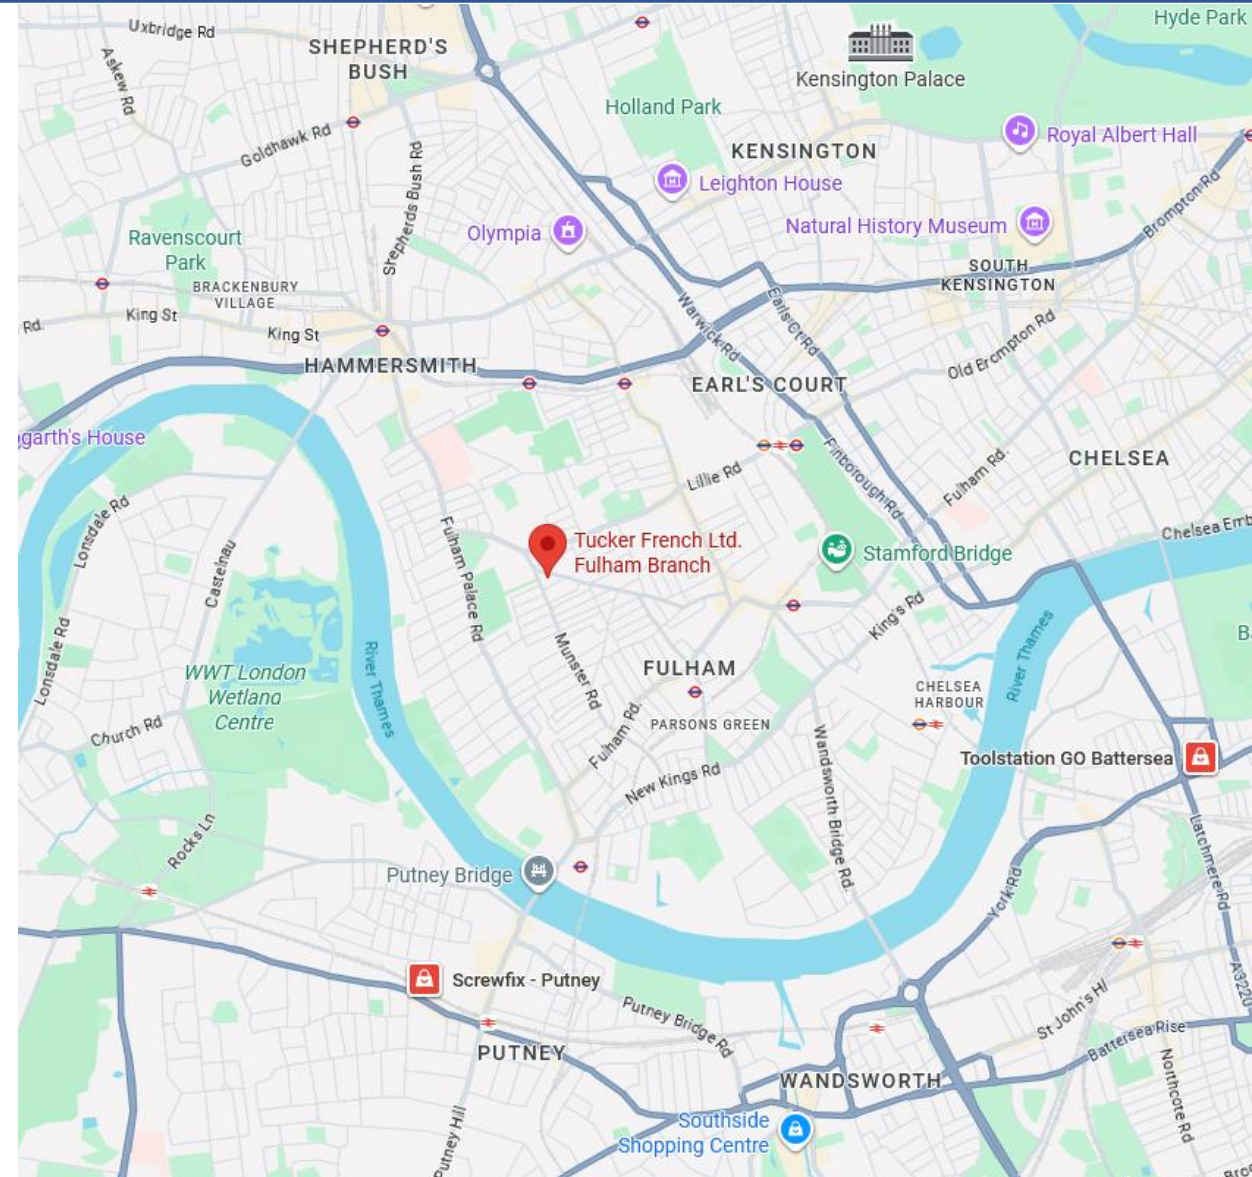 Hyde Park
Uxbridge Rd
SHEPHERD'S
BUSH
Askew Rd
Kensington Palace
Holland Park
Goldhawk Rd
Royal Albert Hall
KENSINGTON
Shepherds Bush Rd
Leighton House
Brompton Rd
Natural History Museum
Olympia
Ravenscourt
Park
SOUTH
KENSINGTON
BRACKENBURY
VILLAGE
King St
Rd.
King St
Warwick Rd
Earls Ct Rd
Old Brompton Rd
HAMMERSMITH
EARL'S COURT
garth's House
CHELSEA
Finborough Rd
Lillie Rd
Fulham Rd.
Lonsdale Rd
Castelnau
Fulham Palace Rd
Tucker French Ltd.
Fulham Branch
Stamford Bridge
Chelsea Emb
King's Rd
Lonsdale Rd
River Thames
River Thames
B
Munster Rd
FULHAM
WWT London
Wetland
Centre
CHELSEA
HARBOUR
Church Rd
Fulham Rd.
PARSONS GREEN
Wandsworth Bridge Rd.
Toolstation GO Battersea
New Kings Rd
Rocks Ln
Latchmere Rd
Putney Bridge
York Rd
Screwfix - Putney
A3220
Putney Bridge Rd
St John's H
Battersea Rise
PUTNEY
WANDSWORTH
Northcote Rd
Southside
Shopping Centre
Putney Hill
Broo